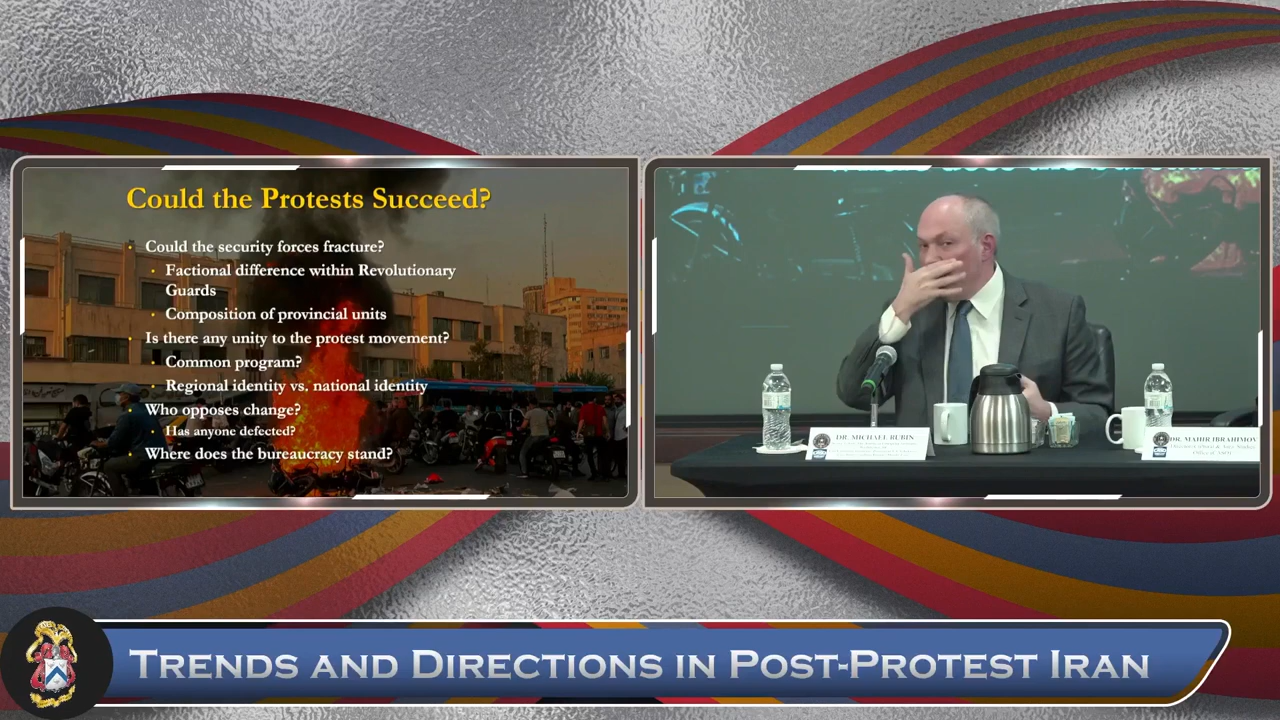 Could the Protests Succeed?
Could the security forces fracture?
Factional difference within Revolutionary
Guards
Composition of provincial units
Is there any unity to the protest movement?
Common program?
Regional identity vs. national identity
Who opposes change?
Has anyone defected?
Where does the bureaucracy stand?
DR. MICHAEL RUBIN
DR. MAHIR IBRAHIMOV
TRENDS AND DIRECTIONS IN POST-PROTEST IRAN